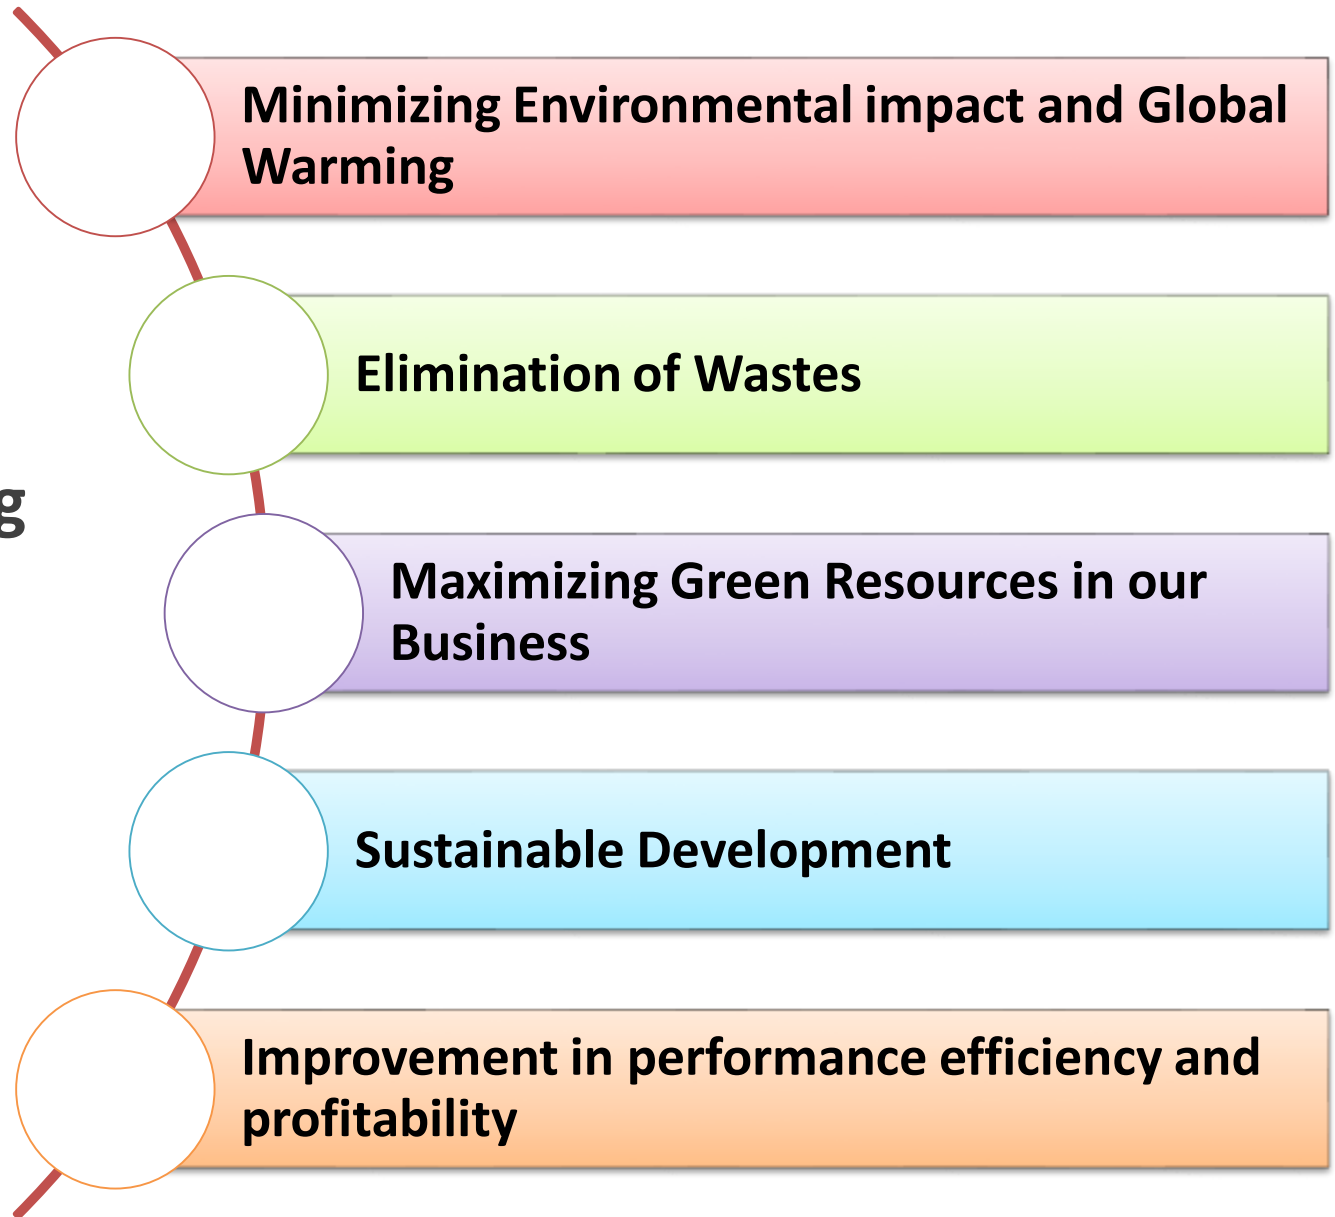 Minimizing Environmental impact and Global
Warming
Elimination of Wastes
g
Maximizing Green Resources in our
Business
Sustainable Development
Improvement in performance efficiency and
profitability